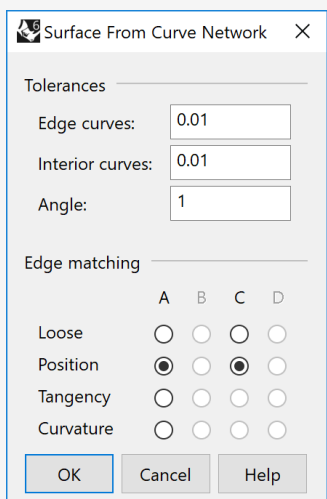 6
Surface From Curve Network
Tolerances
Edge curves: 0.01
Interior curves: 0.01
Angle: 1
Edge matching
A B C D
Loose
Position
Tangency
Curvature
OK Cancel Help